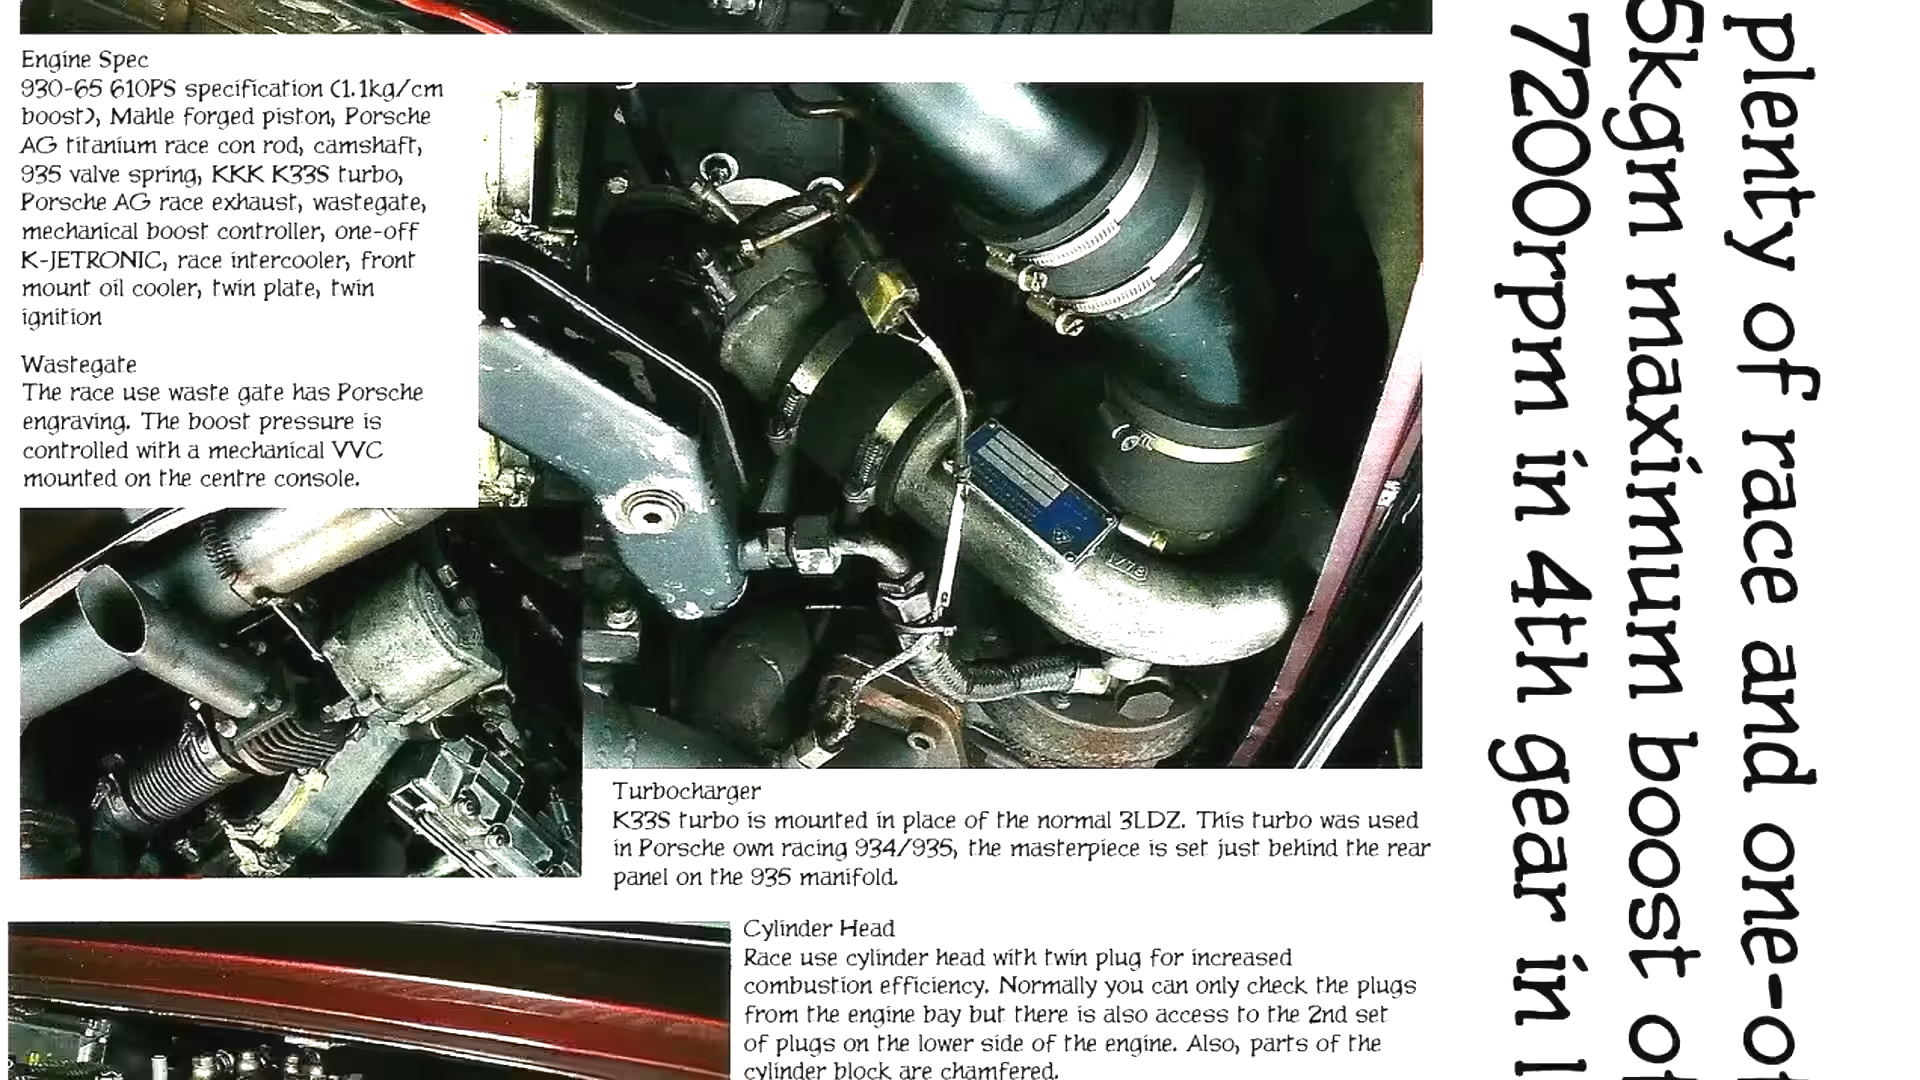 Engine Spec
930-65 610PS specification (1.1kg/cm
boost), Mahle forged piston, Porsche
AG titanium race con rod, camshaft,
935 valve spring, KKK K33S turbo,
Porsche AG race exhaust, wastegate,
mechanical boost controller, one-off
K-JETRONIC, race intercooler, front
mount oil cooler, twin plate, twin
ignition
Wastegate
The race use waste gate has Porsche
engraving. The boost pressure is
controlled with a mechanical VVC
mounted on the centre console.
Turbocharger
K33S turbo is mounted in place of the normal 3LDZ. This turbo was used
in Porsche own racing 934/935, the masterpiece is set just behind the rear
panel on the 935 manifold.
Cylinder Head
Race use cylinder head with twin plug for increased
combustion efficiency. Normally you can only check the plugs
from the engine bay but there is also access to the 2nd set
of plugs on the lower side of the engine. Also, parts of the
cylinder block are chamfered.
plenty of race and one-of
5kgm maximum boost of
7200rpm in 4th gear in